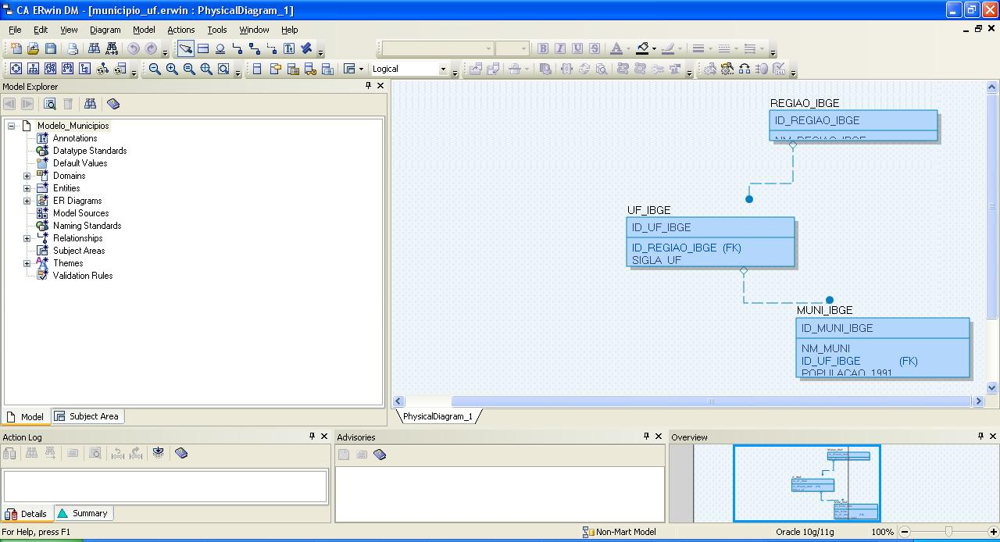 CA ERwin DM - [municipio_uf.erwin : PhysicalDiagram_1]
File Edit View Diagram Model Actions Tools Window Help
Logical
Model Explorer
Modelo_Municipios
Annotations
Datatype Standards
Default Values
Domains
Entities
ER Diagrams
Model Sources
Naming Standards
Relationships
Subject Areas
Themes
Validation Rules
Model
Subject Area
REGIAO_IBGE
ID_REGIAO_IBGE
NM_REGIAO_IBGE
UF_IBGE
ID_UF_IBGE
ID_REGIAO_IBGE (FK)
SIGLA_UF
MUNI_IBGE
ID_MUNI_IBGE
NM_MUNI
ID_UF_IBGE (FK)
POPULACAO_1991
PhysicalDiagram_1
Action Log
Details
Summary
Advisories
Overview
For Help, press F1
Non-Mart Model
Oracle 10g/11g
100%